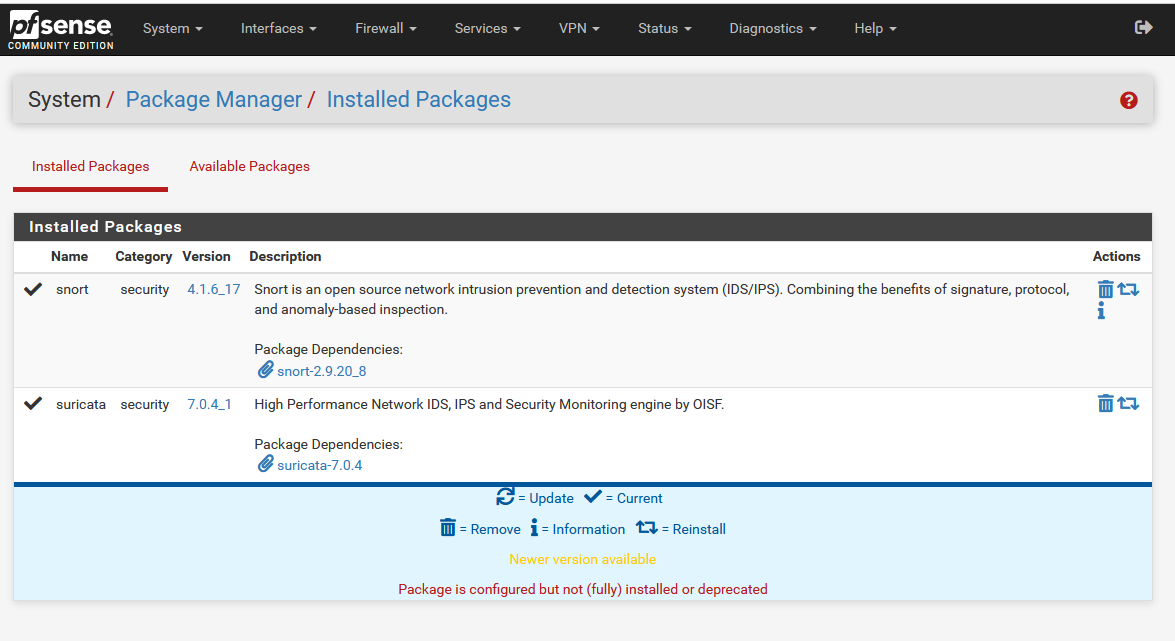 pfsense
COMMUNITY EDITION
System Interfaces Firewall Services VPN Status Diagnostics Help
System / Package Manager / Installed Packages
Installed Packages Available Packages
Installed Packages
Name Category Version Description Actions
snort security 4.1.6_17 Snort is an open source network intrusion prevention and detection system (IDS/IPS). Combining the benefits of signature, protocol,
and anomaly-based inspection.
Package Dependencies:
snort-2.9.20_8
suricata security 7.0.4_1 High Performance Network IDS, IPS and Security Monitoring engine by OISF.
Package Dependencies:
suricata-7.0.4
= Update = Current
= Remove = Information = Reinstall
Newer version available
Package is configured but not (fully) installed or deprecated